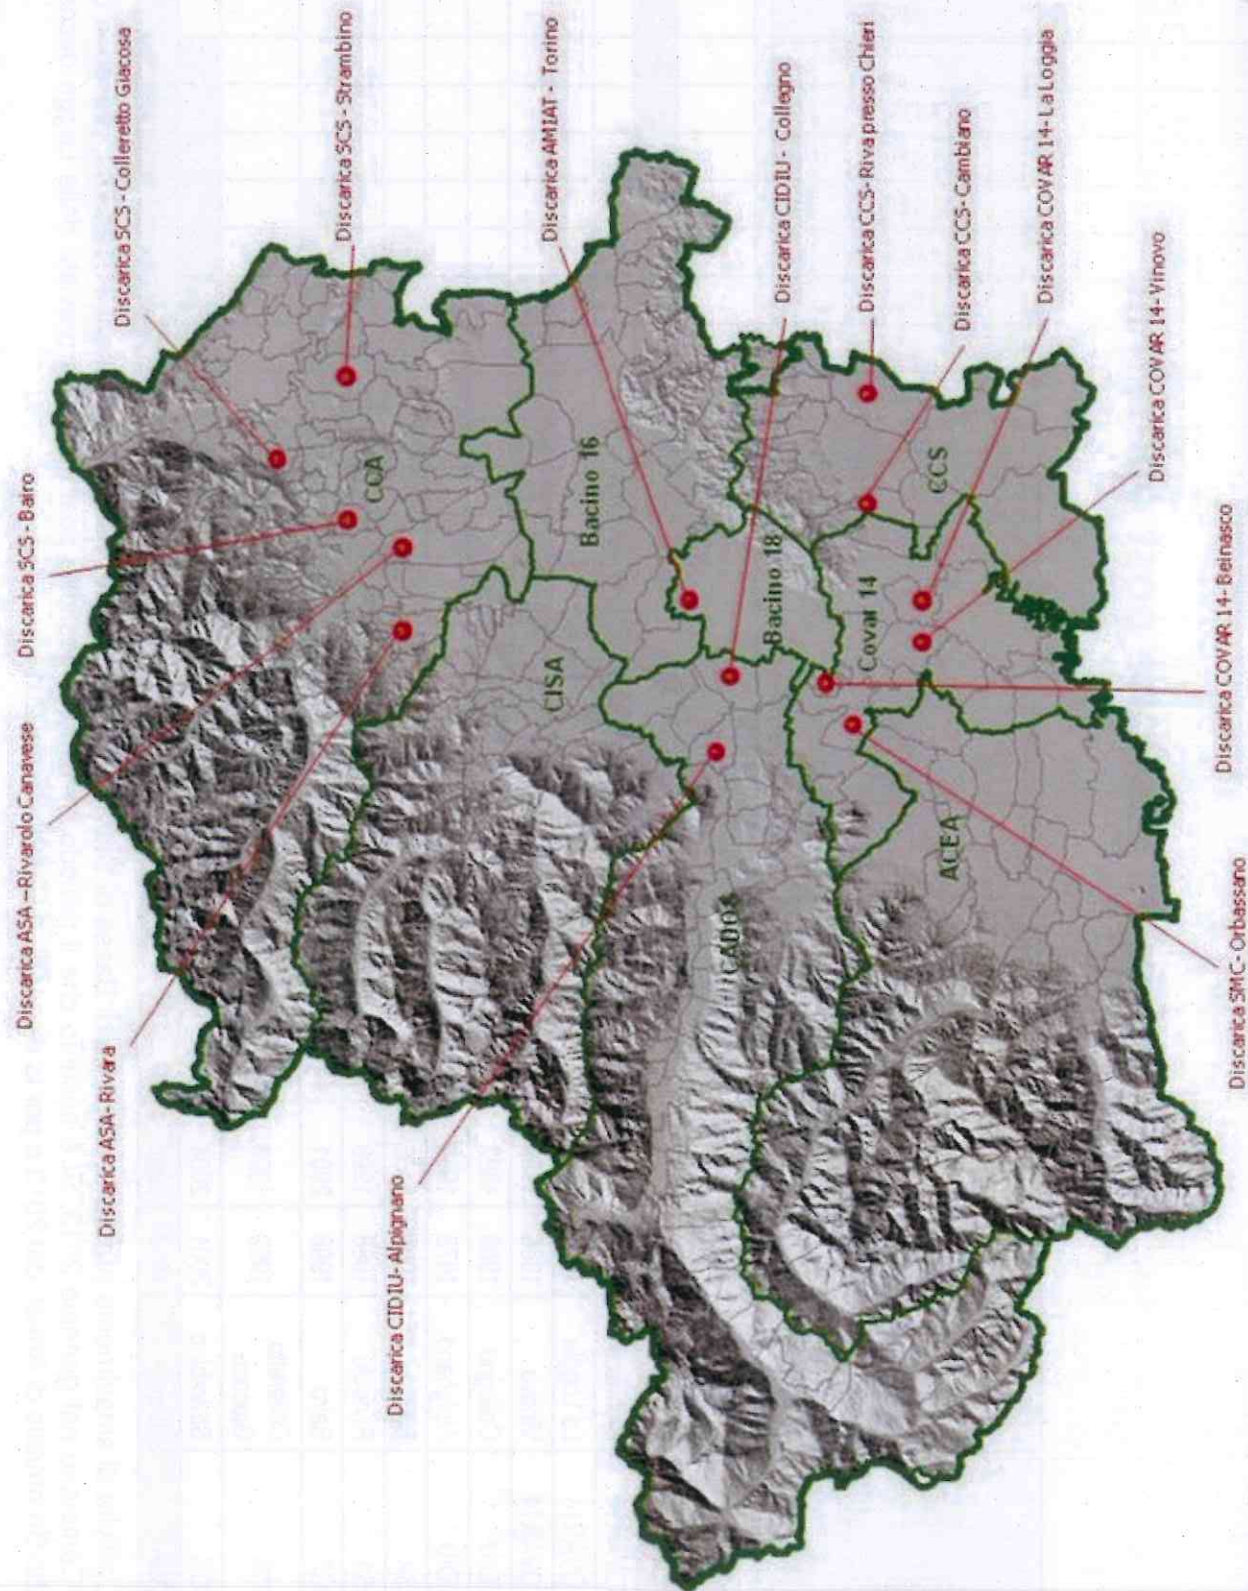 Discarica SCS - Bairo
Discarica SCS - Colleretto Giacosa
Discarica SCS - Strambino
Discarica ASA – Rivarolo Canavese
Discarica ASA- Rivara
Discarica CIDIU- Alpignano
Discarica AMIAT - Torino
Discarica CIDIU - Collegno
Discarica CCS- Riva presso Chieri
Discarica CCS- Cambiano
Discarica COVAR 14- La Loggia
Discarica COVAR 14- Vinovo
Discarica COVAR 14- Beinasco
Discarica SMC- Orbassano
CCA
Bacino 16
CISA
Bacino 18
CADOS
CCS
Covar 14
ACEA